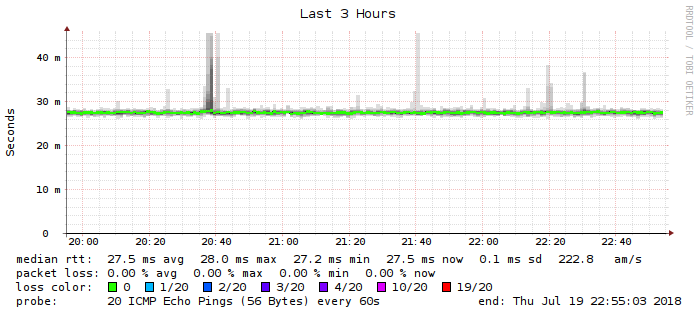 Last 3 Hours
RRDTOOL / TOBI OETIKER
Seconds
40 m
30 m
20 m
10 m
0
20:00 20:20 20:40 21:00 21:20 21:40 22:00 22:20 22:40
median rtt: 27.5 ms avg 28.0 ms max 27.2 ms min 27.5 ms now 0.1 ms sd 222.8 am/s
packet loss: 0.00 % avg 0.00 % max 0.00 % min 0.00 % now
loss color: 0 1/20 2/20 3/20 4/20 10/20 19/20
probe: 20 ICMP Echo Pings (56 Bytes) every 60s end: Thu Jul 19 22:55:03 2018